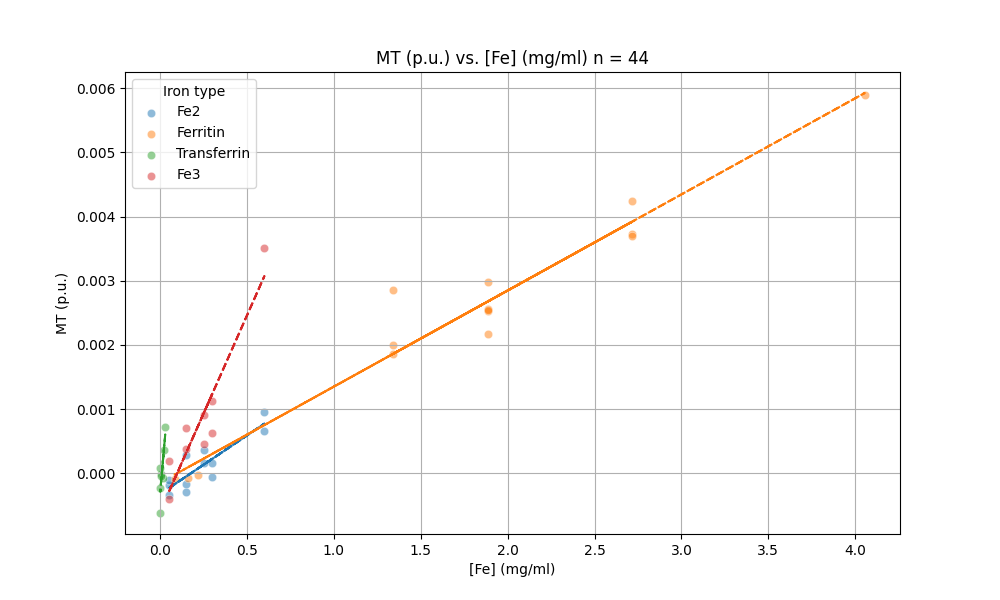 MT (p.u.) vs. [Fe] (mg/ml) n = 44
Iron type
Fe2
Ferritin
Transferrin
Fe3
MT (p.u.)
0.006
0.005
0.004
0.003
0.002
0.001
0.000
0.0 0.5 1.0 1.5 2.0 2.5 3.0 3.5 4.0
[Fe] (mg/ml)